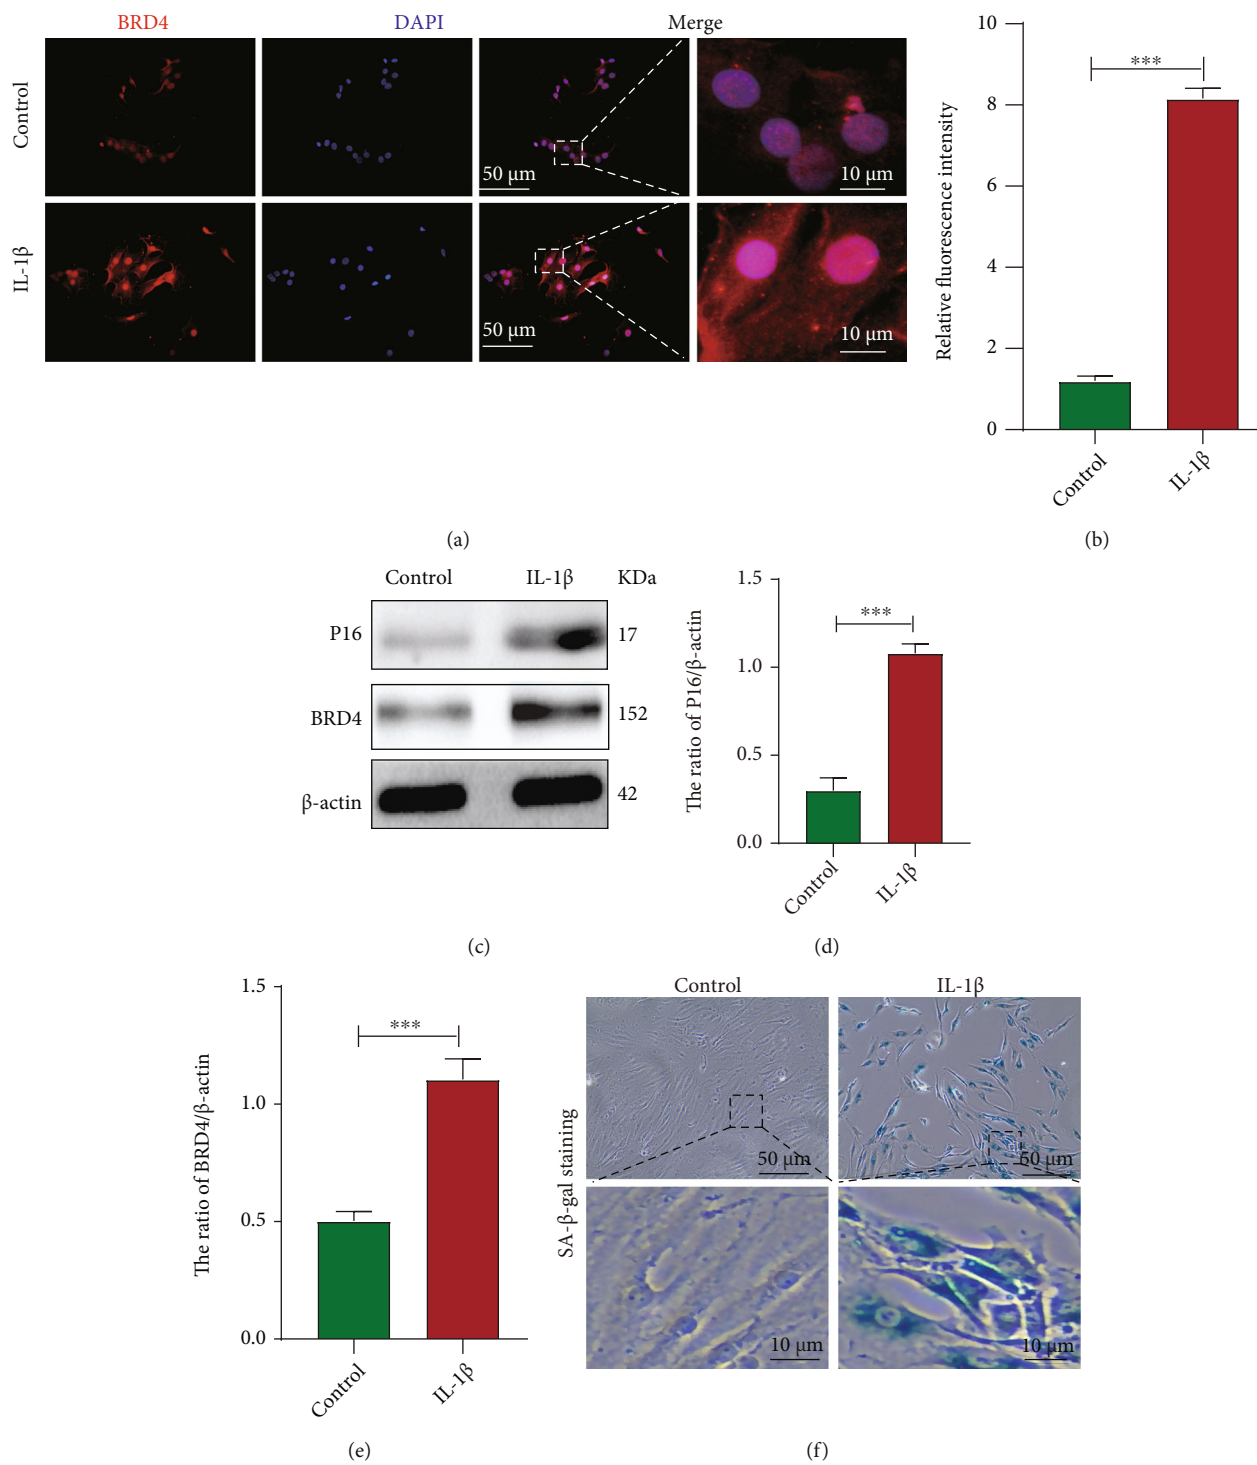 BRD4 DAPI Merge
Control
50 µm 10 µm
IL-1β
50 µm 10 µm
(a)
10
8
6
4
2
0
Relative fluorescence intensity
***
Control IL-1β
(b)
Control IL-1β KDa
P16 17
BRD4 152
β-actin 42
(c)
1.5
1.0
0.5
0.0
The ratio of P16/β-actin
***
Control IL-1β
(d)
1.5
1.0
0.5
0.0
The ratio of BRD4/β-actin
***
Control IL-1β
(e)
Control IL-1β
SA-β-gal staining
50 µm 50 µm
10 µm 10 µm
(f)